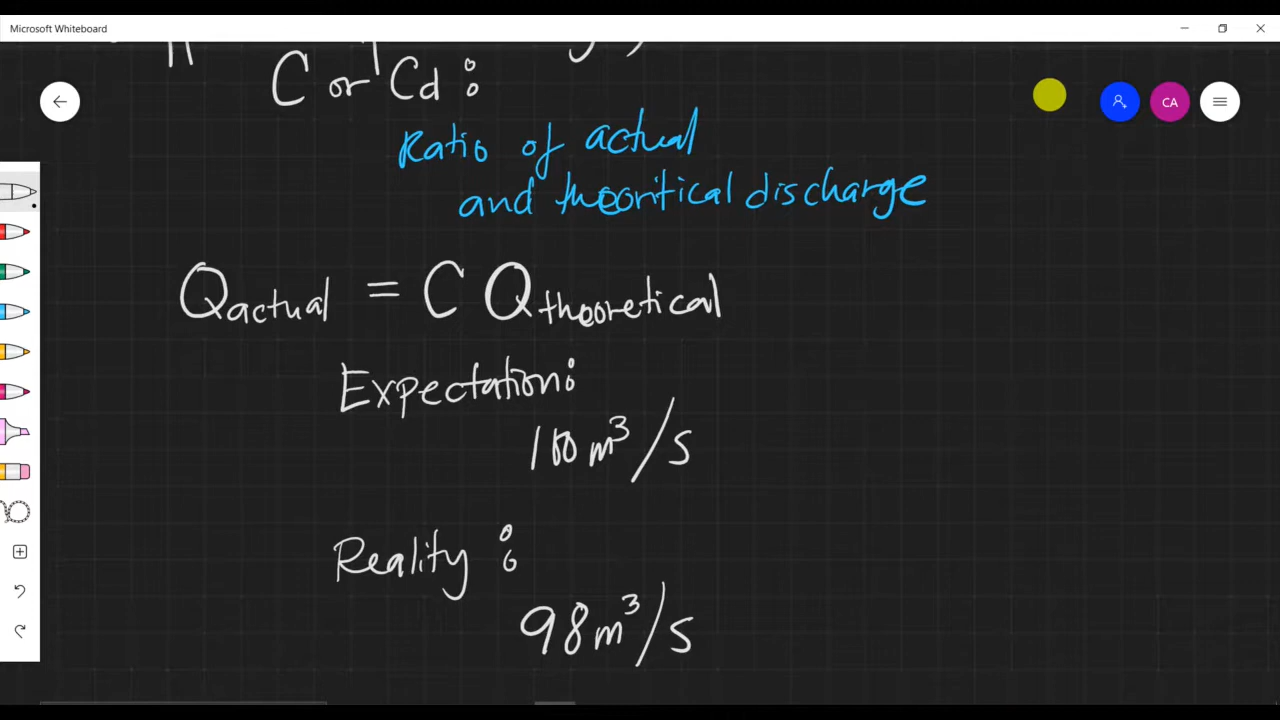 Microsoft Whiteboard
C or Cd:
CA
Ratio of actual
and theoritical discharge
Qactual = C Qtheoretical
Expectation:
100 m³/s
Reality:
98 m³/s